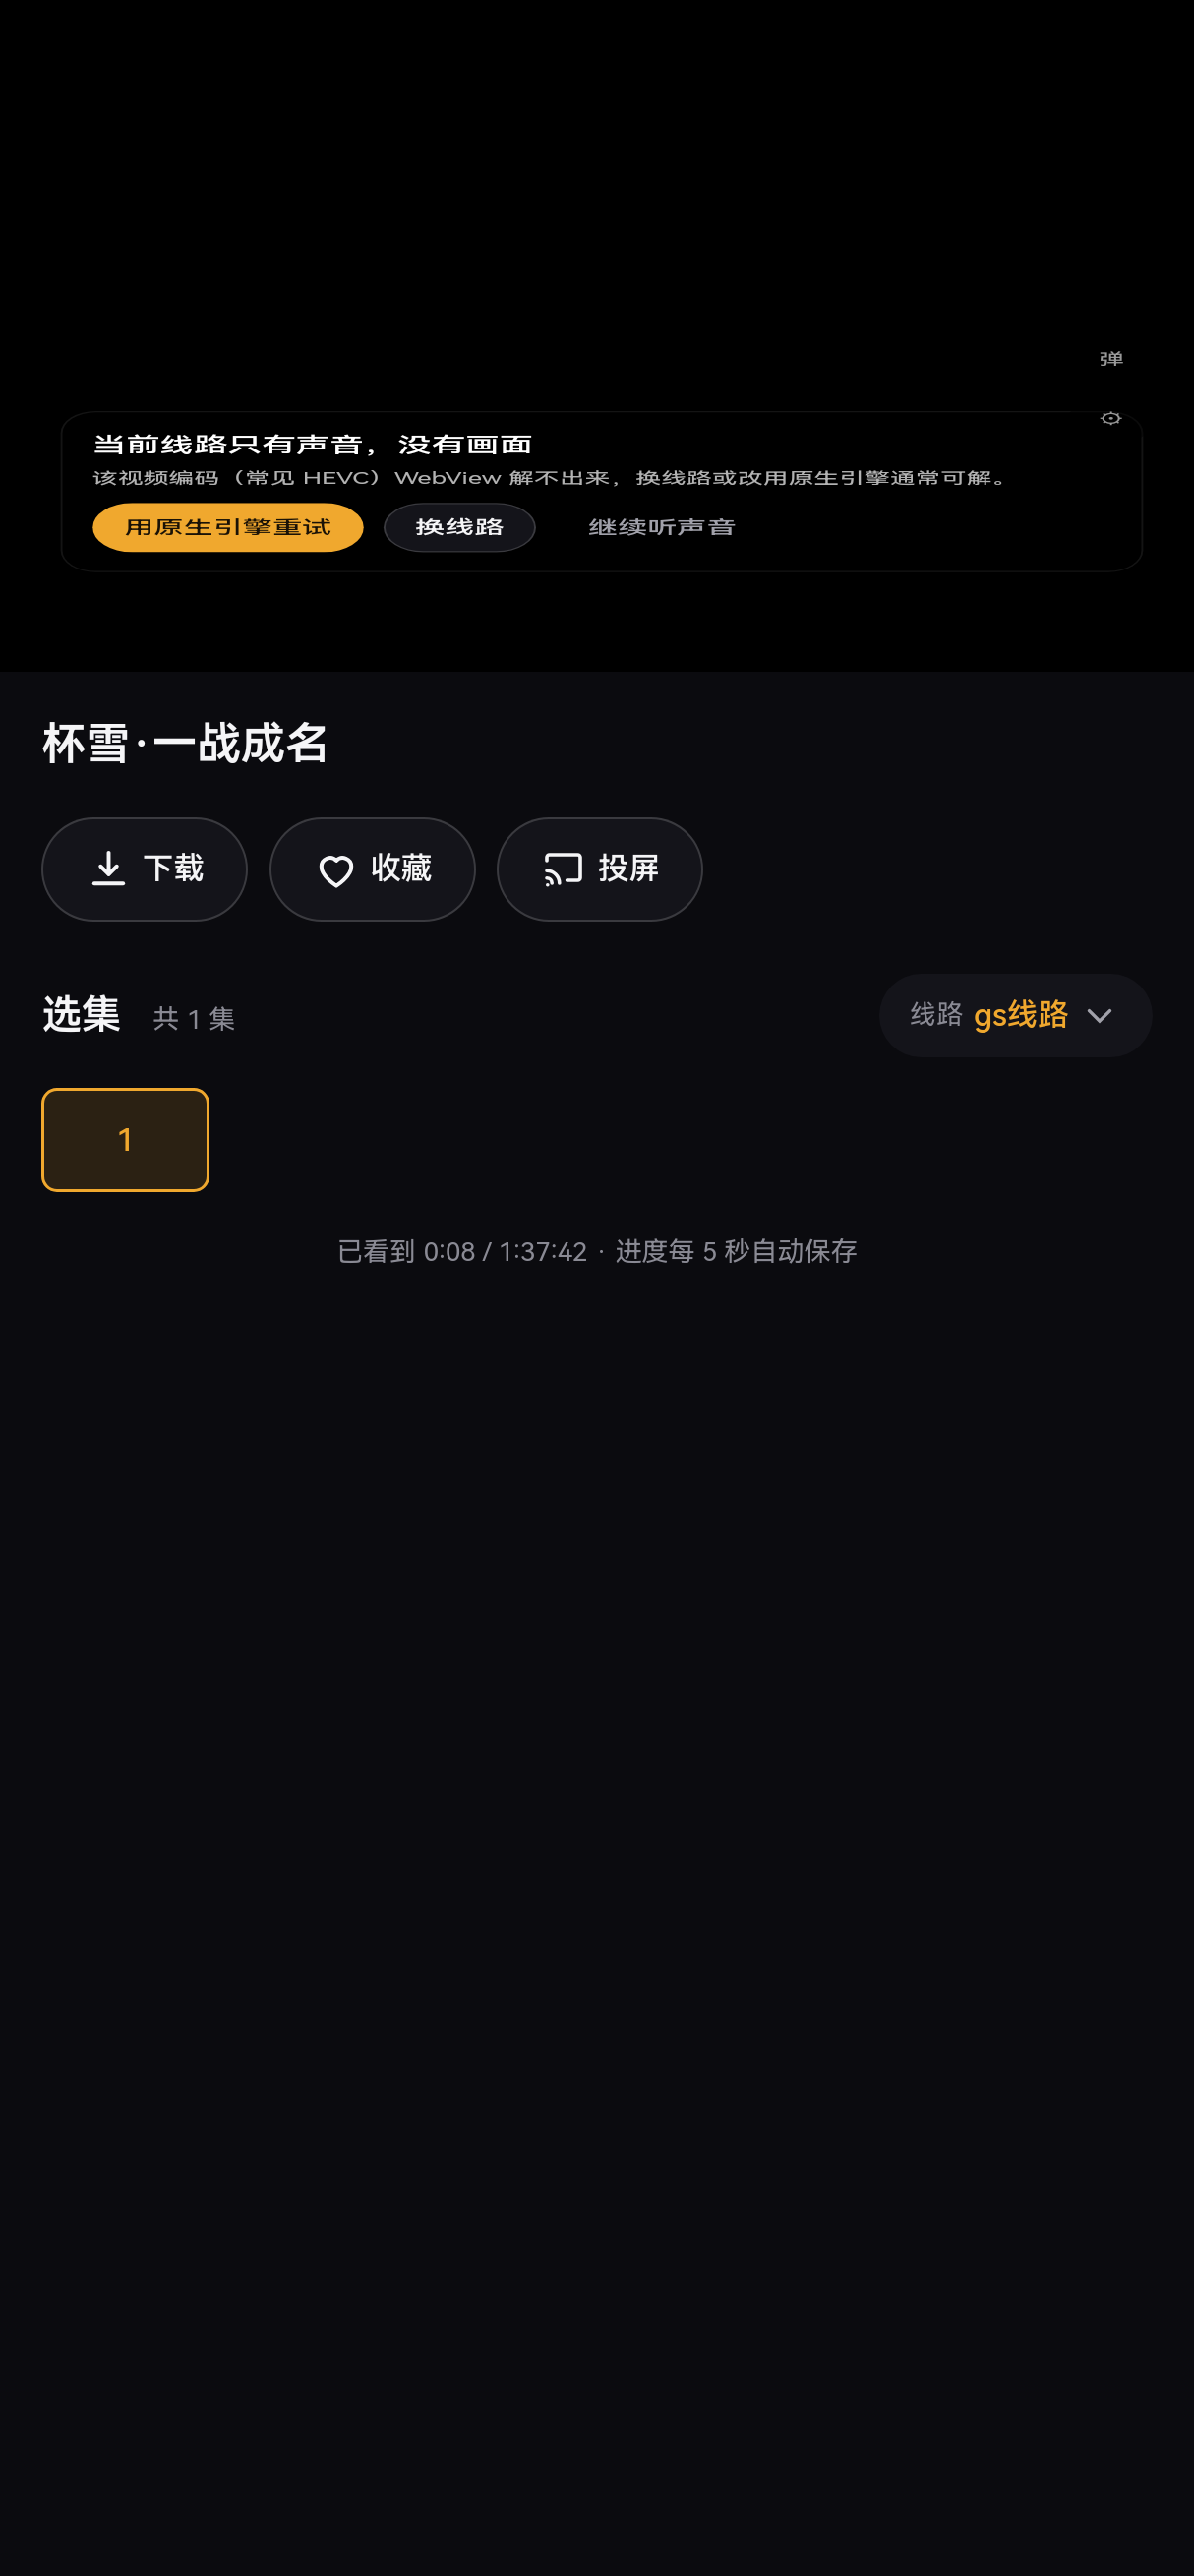 弹
当前线路只有声音，没有画面
该视频编码（常见 HEVC）WebView 解不出来，换线路或改用原生引擎通常可解。
用原生引擎重试 换线路 继续听声音
杯雪·一战成名
下载 收藏 投屏
选集 共 1 集 线路 gs线路
1
已看到 0:08 / 1:37:42 · 进度每 5 秒自动保存